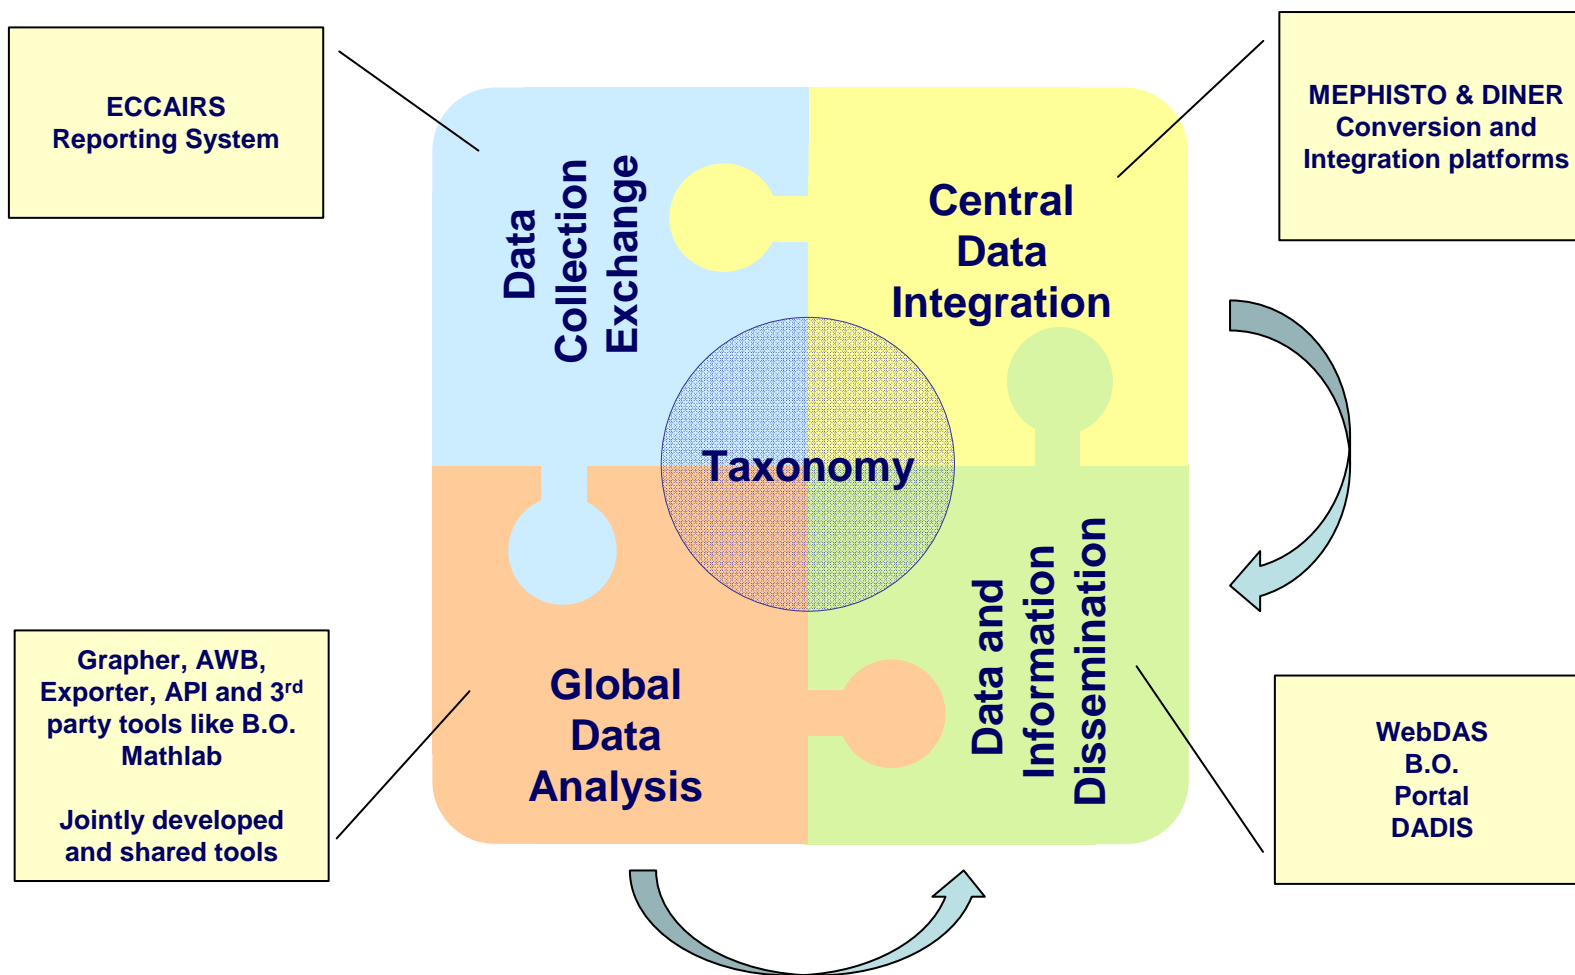 ECCAIRS
Reporting System
MEPHISTO & DINER
Conversion and
Integration platforms
Data
Collection
Exchange
Central
Data
Integration
Taxonomy
Global
Data
Analysis
Data and
Information
Dissemination
Grapher, AWB,
Exporter, API and 3rd
party tools like B.O.
Mathlab
Jointly developed
and shared tools
WebDAS
B.O.
Portal
DADIS